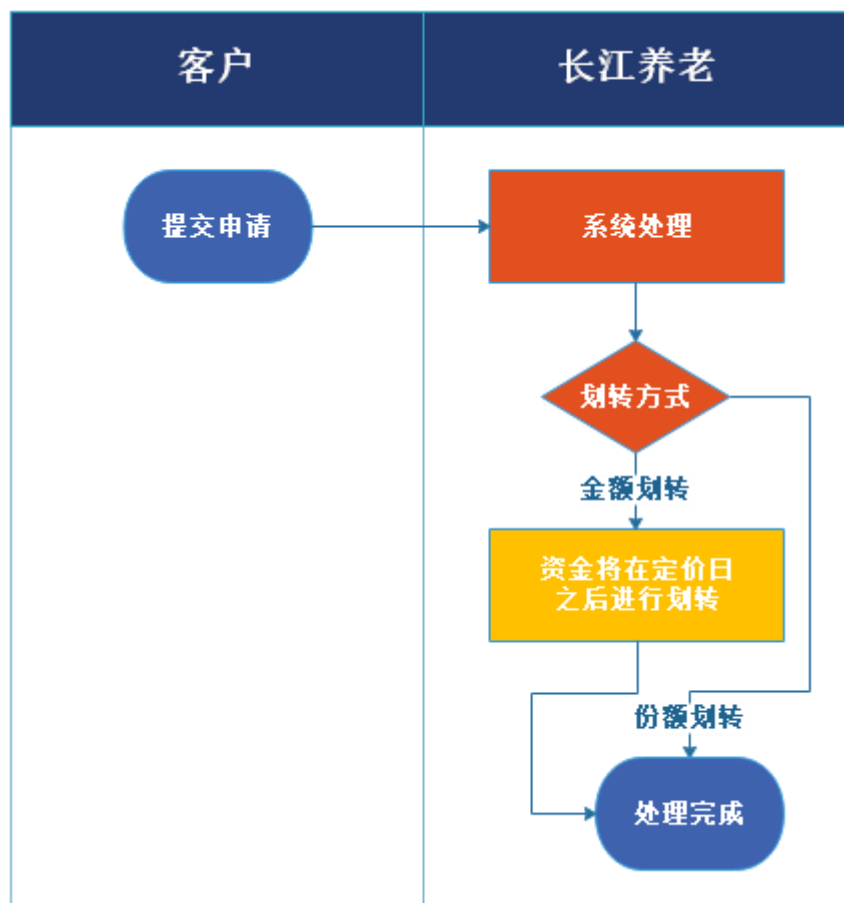 客户
长江养老
提交申请
系统处理
划转方式
金额划转
资金将在定价日
之后进行划转
份额划转
处理完成